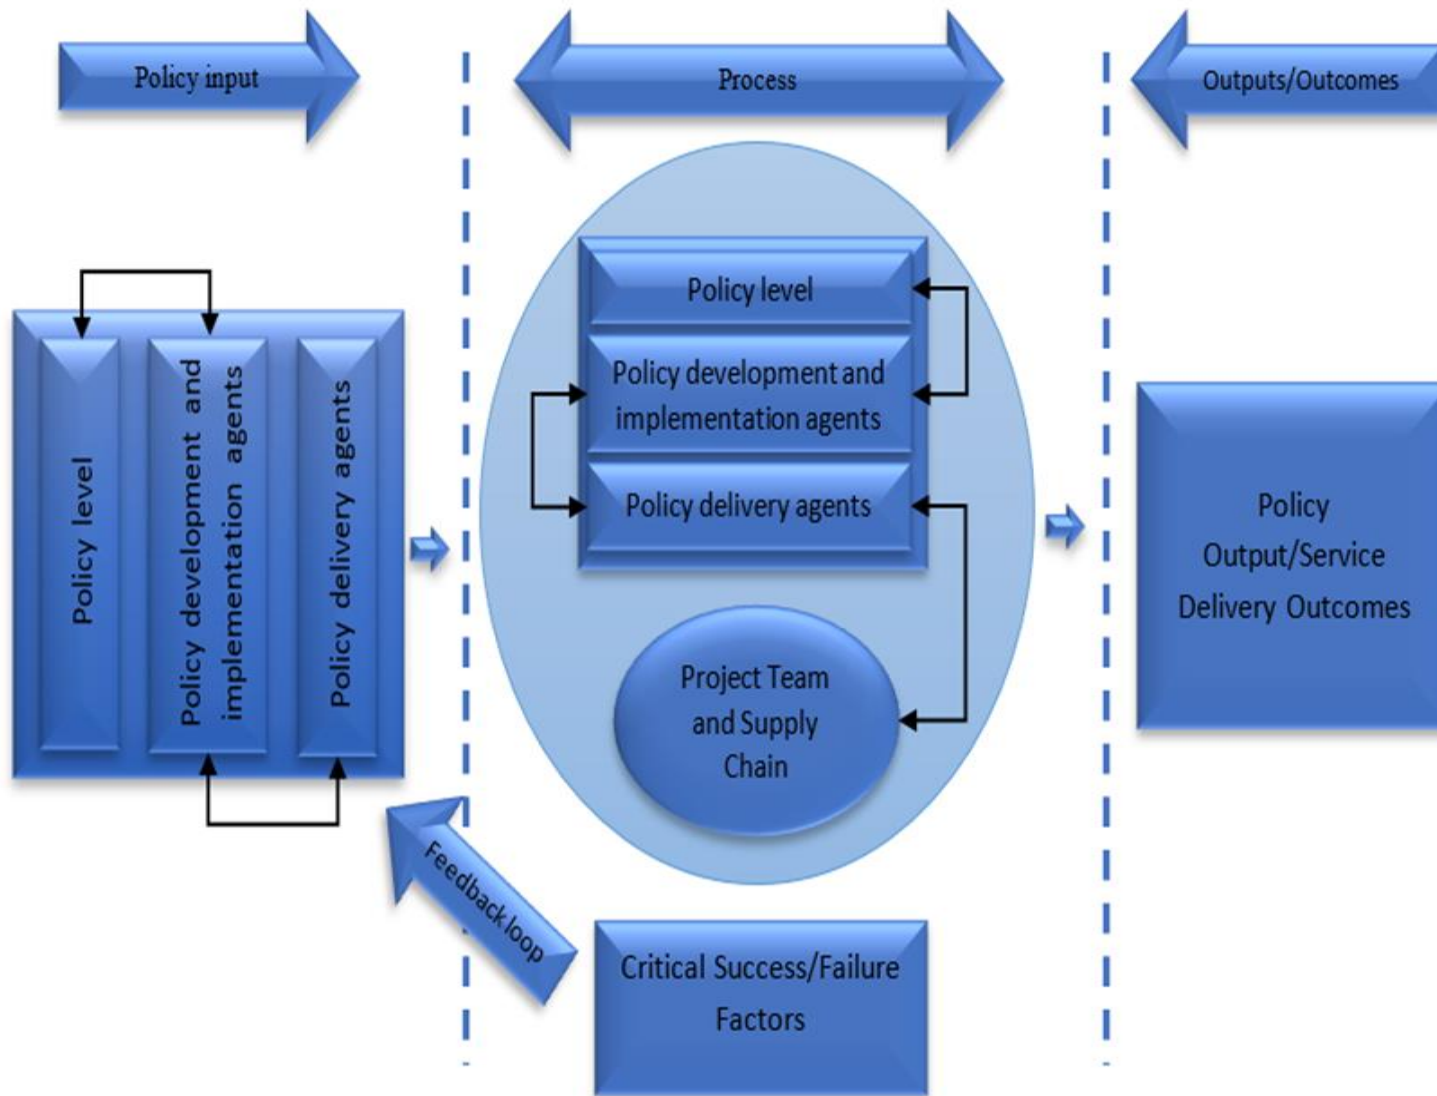 Policy input
Process
Outputs/Outcomes
Policy level
Policy development and
implementation agents
Policy delivery agents
Policy level
Policy development and
implementation agents
Policy delivery agents
Project Team
and Supply
Chain
Policy
Output/Service
Delivery Outcomes
Feedback loop
Critical Success/Failure
Factors